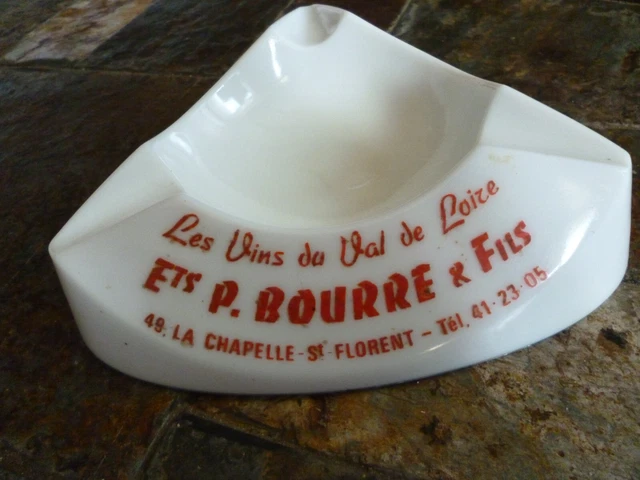 Les Vins du Val de Loire
Ets P. BOURRE & FILS
49. LA CHAPELLE-St-FLORENT - Tél. 41-23-05